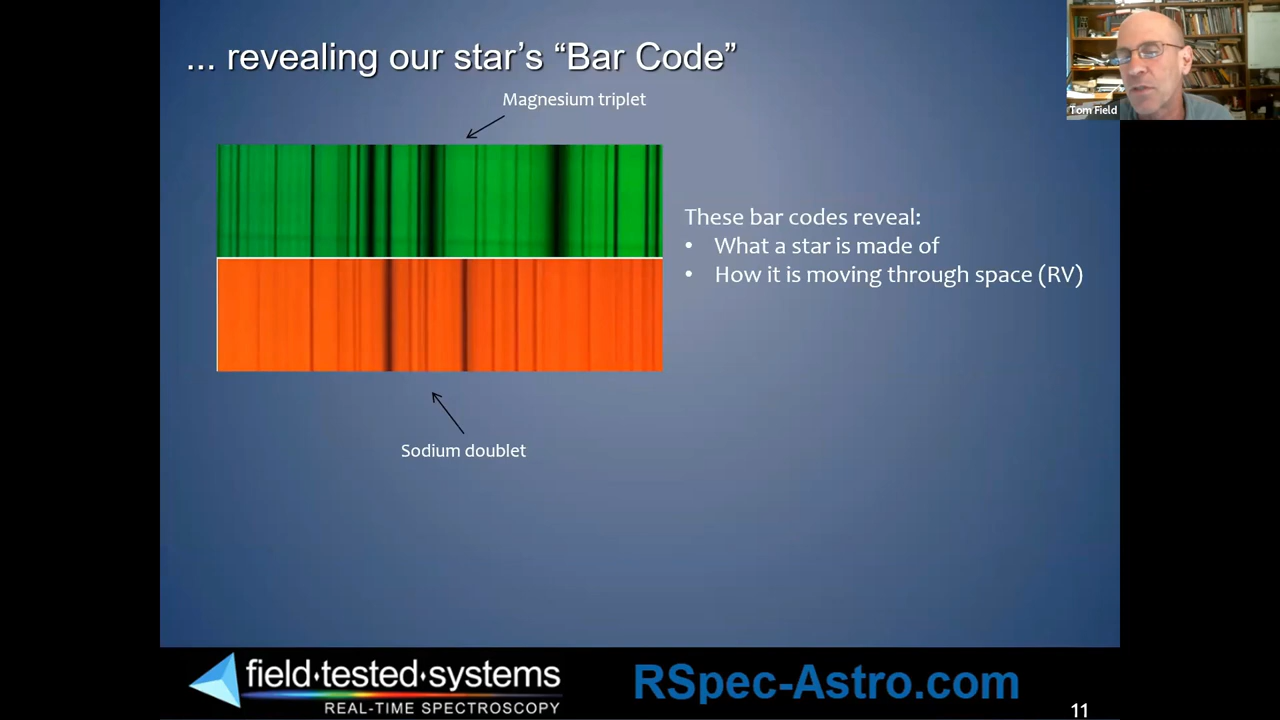 ... revealing our star's “Bar Code”
Tom Field
Magnesium triplet
These bar codes reveal:
• What a star is made of
• How it is moving through space (RV)
Sodium doublet
field·tested·systems
REAL-TIME SPECTROSCOPY
RSpec-Astro.com
11